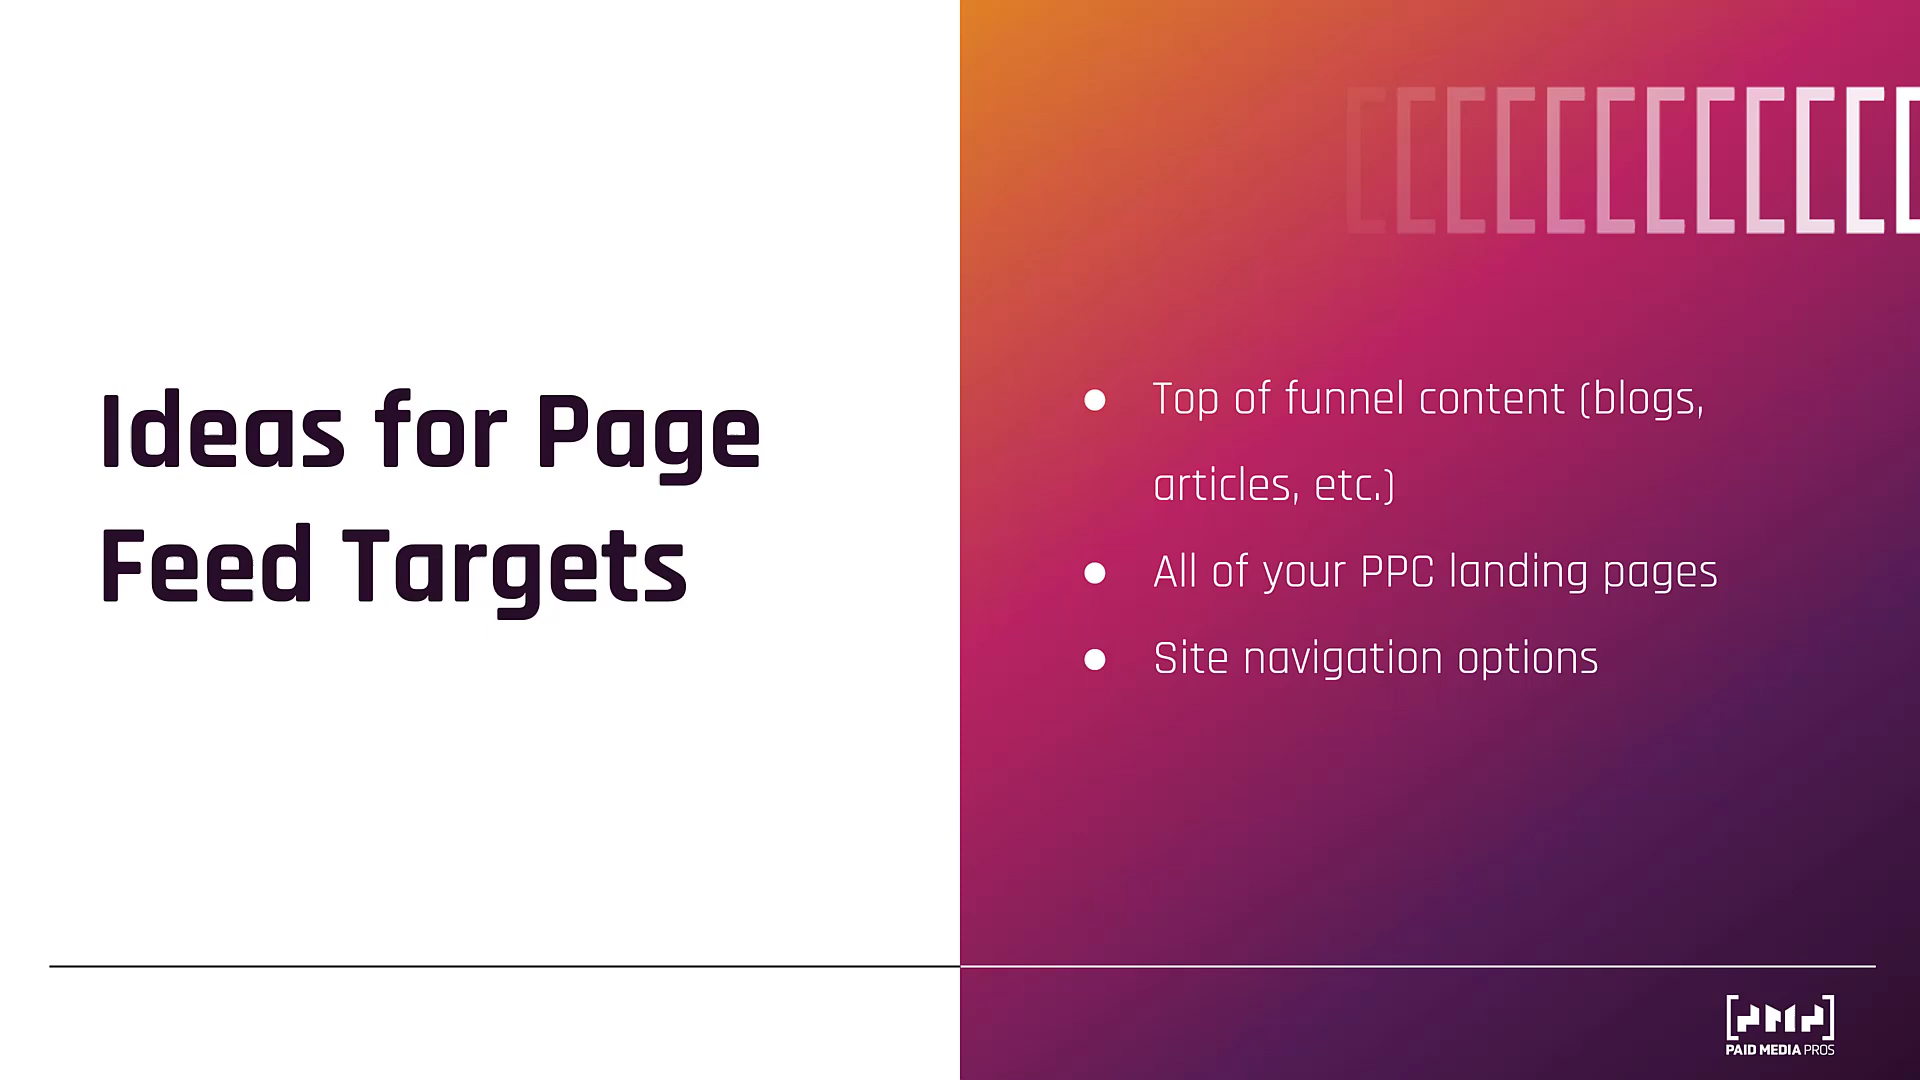 Ideas for Page
Feed Targets
● Top of funnel content (blogs,
articles, etc.)
● All of your PPC landing pages
● Site navigation options
[PMP]
PAID MEDIA PROS